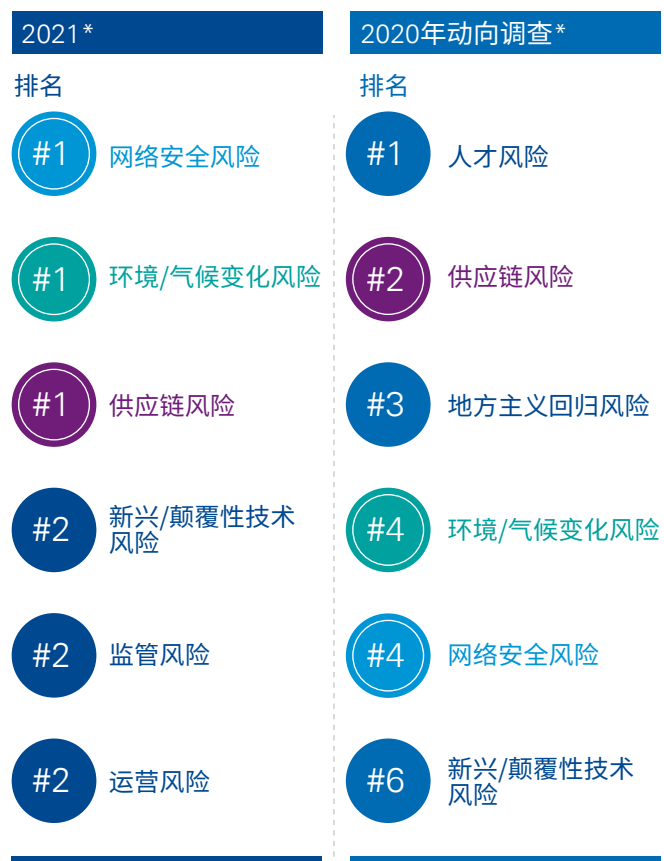 2021*
排名
#1
网络安全风险
#1
环境/气候变化风险
#1
供应链风险
#2
新兴/颠覆性技术
风险
#2
监管风险
#2
运营风险
2020年动向调查*
排名
#1
人才风险
#2
供应链风险
#3
地方主义回归风险
#4
环境/气候变化风险
#4
网络安全风险
#6
新兴/颠覆性技术
风险